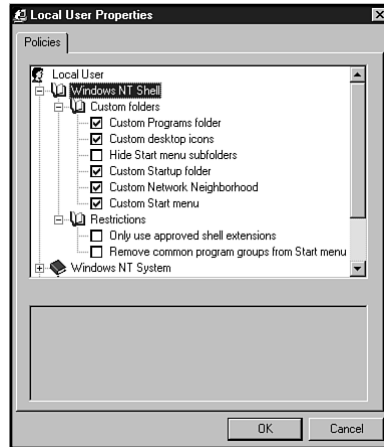 Local User Properties
Policies
Local User
Windows NT Shell
Custom folders
Custom Programs folder
Custom desktop icons
Hide Start menu subfolders
Custom Startup folder
Custom Network Neighborhood
Custom Start menu
Restrictions
Only use approved shell extensions
Remove common program groups from Start menu
Windows NT System
OK Cancel